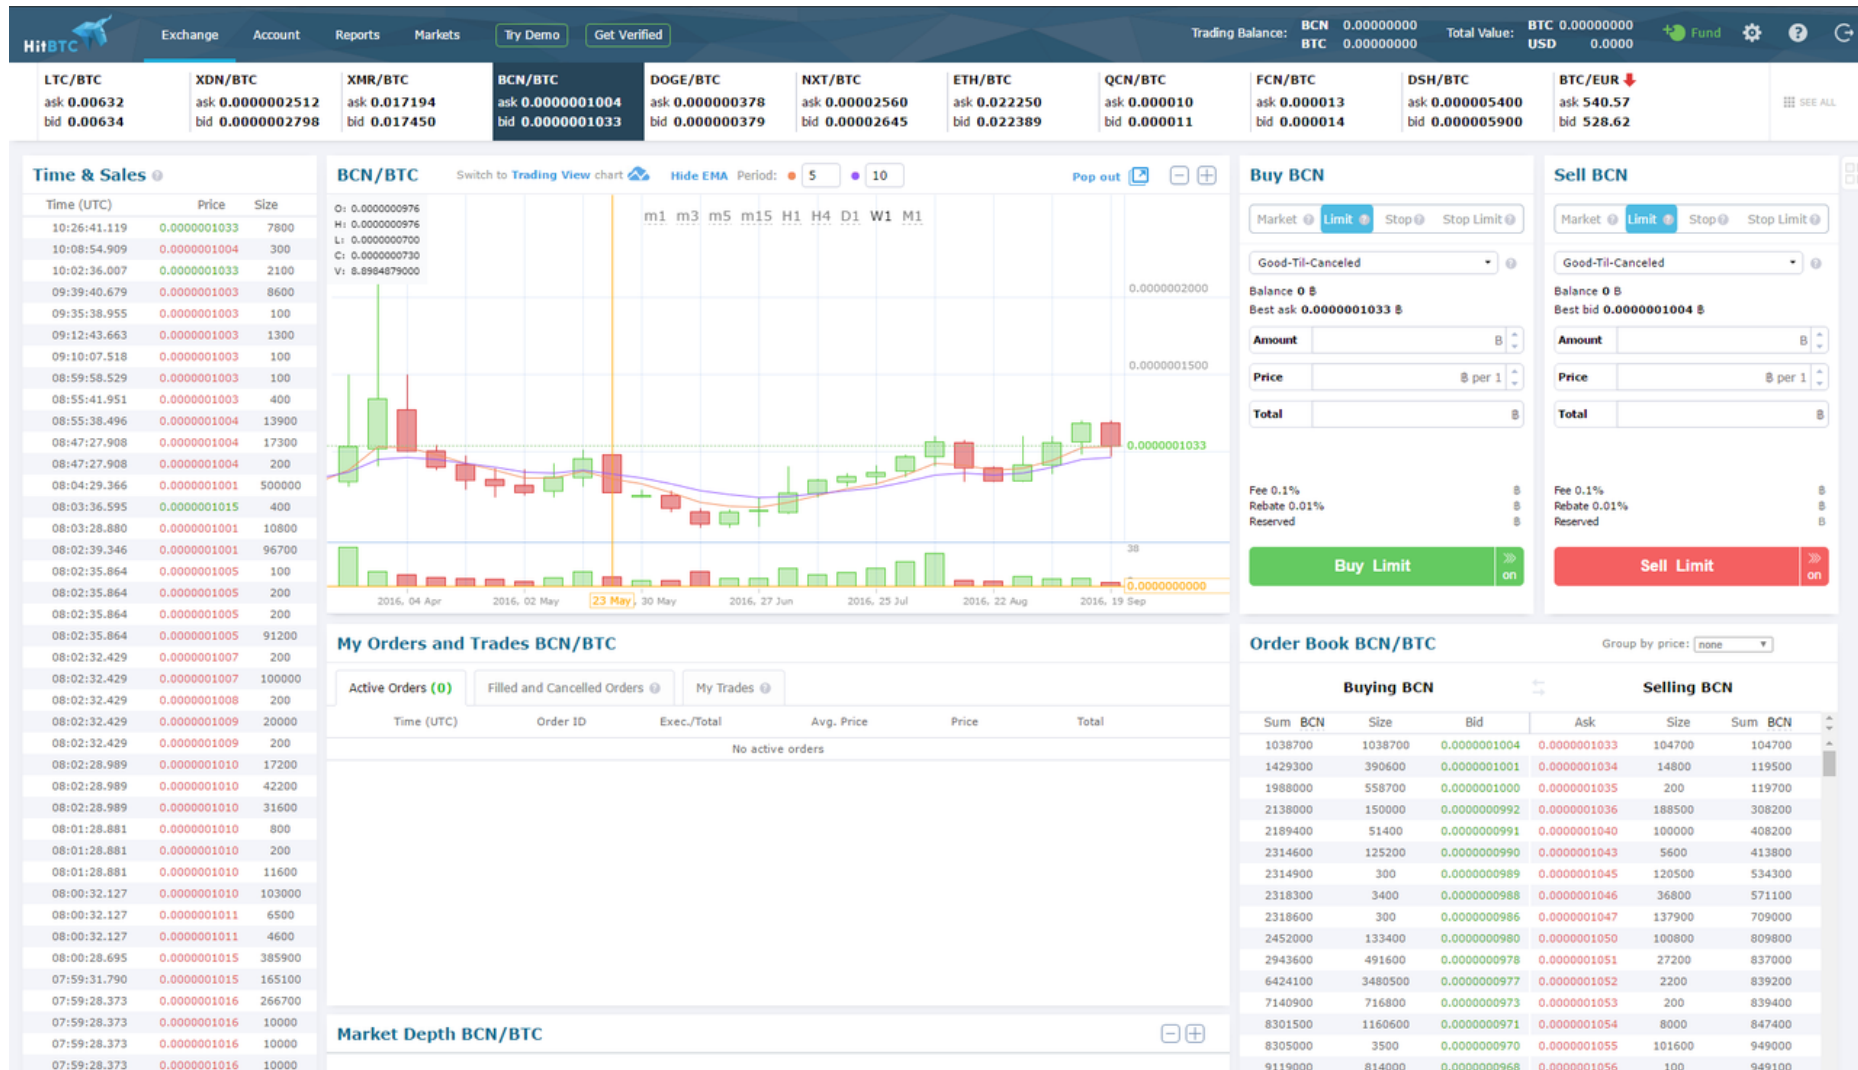 HitBTC Exchange Account Reports Markets Try Demo Get Verified Trading Balance: BCN 0.00000000 Total Value: BTC 0.00000000 Fund
BTC 0.00000000 USD 0.0000
LTC/BTC XDN/BTC XMR/BTC BCN/BTC DOGE/BTC NXT/BTC ETH/BTC QCN/BTC FCN/BTC DSH/BTC BTC/EUR
ask 0.00632 ask 0.0000002512 ask 0.017194 ask 0.0000001004 ask 0.000000378 ask 0.00002560 ask 0.022250 ask 0.000010 ask 0.000013 ask 0.000005400 ask 540.57 SEE ALL
bid 0.00634 bid 0.0000002798 bid 0.017450 bid 0.0000001033 bid 0.000000379 bid 0.00002645 bid 0.022389 bid 0.000011 bid 0.000014 bid 0.000005900 bid 528.62
Time & Sales
Time (UTC) Price Size
10:26:41.119 0.0000001033 7800
10:08:54.909 0.0000001004 300
10:02:36.007 0.0000001033 2100
09:39:40.679 0.0000001003 8600
09:35:38.955 0.0000001003 100
09:12:43.663 0.0000001003 1300
09:10:07.518 0.0000001003 100
08:59:58.529 0.0000001003 100
08:55:41.951 0.0000001003 400
08:55:38.496 0.0000001004 13900
08:47:27.908 0.0000001004 17300
08:47:27.908 0.0000001004 200
08:04:29.366 0.0000001001 500000
08:03:36.595 0.0000001015 400
08:03:28.880 0.0000001001 10800
08:02:39.346 0.0000001001 96700
08:02:35.864 0.0000001005 100
08:02:35.864 0.0000001005 200
08:02:35.864 0.0000001005 200
08:02:35.864 0.0000001005 91200
08:02:32.429 0.0000001007 200
08:02:32.429 0.0000001007 100000
08:02:32.429 0.0000001008 200
08:02:32.429 0.0000001009 20000
08:02:32.429 0.0000001009 200
08:02:28.989 0.0000001010 17200
08:02:28.989 0.0000001010 42200
08:02:28.989 0.0000001010 31600
08:01:28.881 0.0000001010 800
08:01:28.881 0.0000001010 200
08:01:28.881 0.0000001010 11600
08:00:32.127 0.0000001010 103000
08:00:32.127 0.0000001011 6500
08:00:32.127 0.0000001011 4600
08:00:28.695 0.0000001015 385900
07:59:31.790 0.0000001015 165100
07:59:28.373 0.0000001016 266700
07:59:28.373 0.0000001016 10000
07:59:28.373 0.0000001016 10000
07:59:28.373 0.0000001016 10000
BCN/BTC Switch to Trading View chart Hide EMA Period: 5 10 Pop out
O: 0.0000000976
H: 0.0000000976
L: 0.0000000700
C: 0.0000000730
V: 8.8984879000
m1 m3 m5 m15 H1 H4 D1 W1 M1
0.0000002000
0.0000001500
0.0000001033
38
0.0000000000
2016, 04 Apr 2016, 02 May 23 May, 30 May 2016, 27 Jun 2016, 25 Jul 2016, 22 Aug 2016, 19 Sep
My Orders and Trades BCN/BTC
Active Orders (0) Filled and Cancelled Orders My Trades
Time (UTC) Order ID Exec./Total Avg. Price Price Total
No active orders
Market Depth BCN/BTC
Buy BCN
Market Limit Stop Stop Limit
Good-Til-Canceled
Balance 0 ฿
Best ask 0.0000001033 ฿
Amount B
Price ฿ per 1
Total ฿
Fee 0.1% ฿
Rebate 0.01% ฿
Reserved ฿
Buy Limit on
Sell BCN
Market Limit Stop Stop Limit
Good-Til-Canceled
Balance 0 B
Best bid 0.0000001004 ฿
Amount B
Price ฿ per 1
Total ฿
Fee 0.1% ฿
Rebate 0.01% ฿
Reserved B
Sell Limit on
Order Book BCN/BTC Group by price: none
Buying BCN Selling BCN
Sum BCN Size Bid Ask Size Sum BCN
1038700 1038700 0.0000001004 0.0000001033 104700 104700
1429300 390600 0.0000001001 0.0000001034 14800 119500
1988000 558700 0.0000001000 0.0000001035 200 119700
2138000 150000 0.0000000992 0.0000001036 188500 308200
2189400 51400 0.0000000991 0.0000001040 100000 408200
2314600 125200 0.0000000990 0.0000001043 5600 413800
2314900 300 0.0000000989 0.0000001045 120500 534300
2318300 3400 0.0000000988 0.0000001046 36800 571100
2318600 300 0.0000000986 0.0000001047 137900 709000
2452000 133400 0.0000000980 0.0000001050 100800 809800
2943600 491600 0.0000000978 0.0000001051 27200 837000
6424100 3480500 0.0000000977 0.0000001052 2200 839200
7140900 716800 0.0000000973 0.0000001053 200 839400
8301500 1160600 0.0000000971 0.0000001054 8000 847400
8305000 3500 0.0000000970 0.0000001055 101600 949000
9119000 814000 0.0000000968 0.0000001056 100 949100